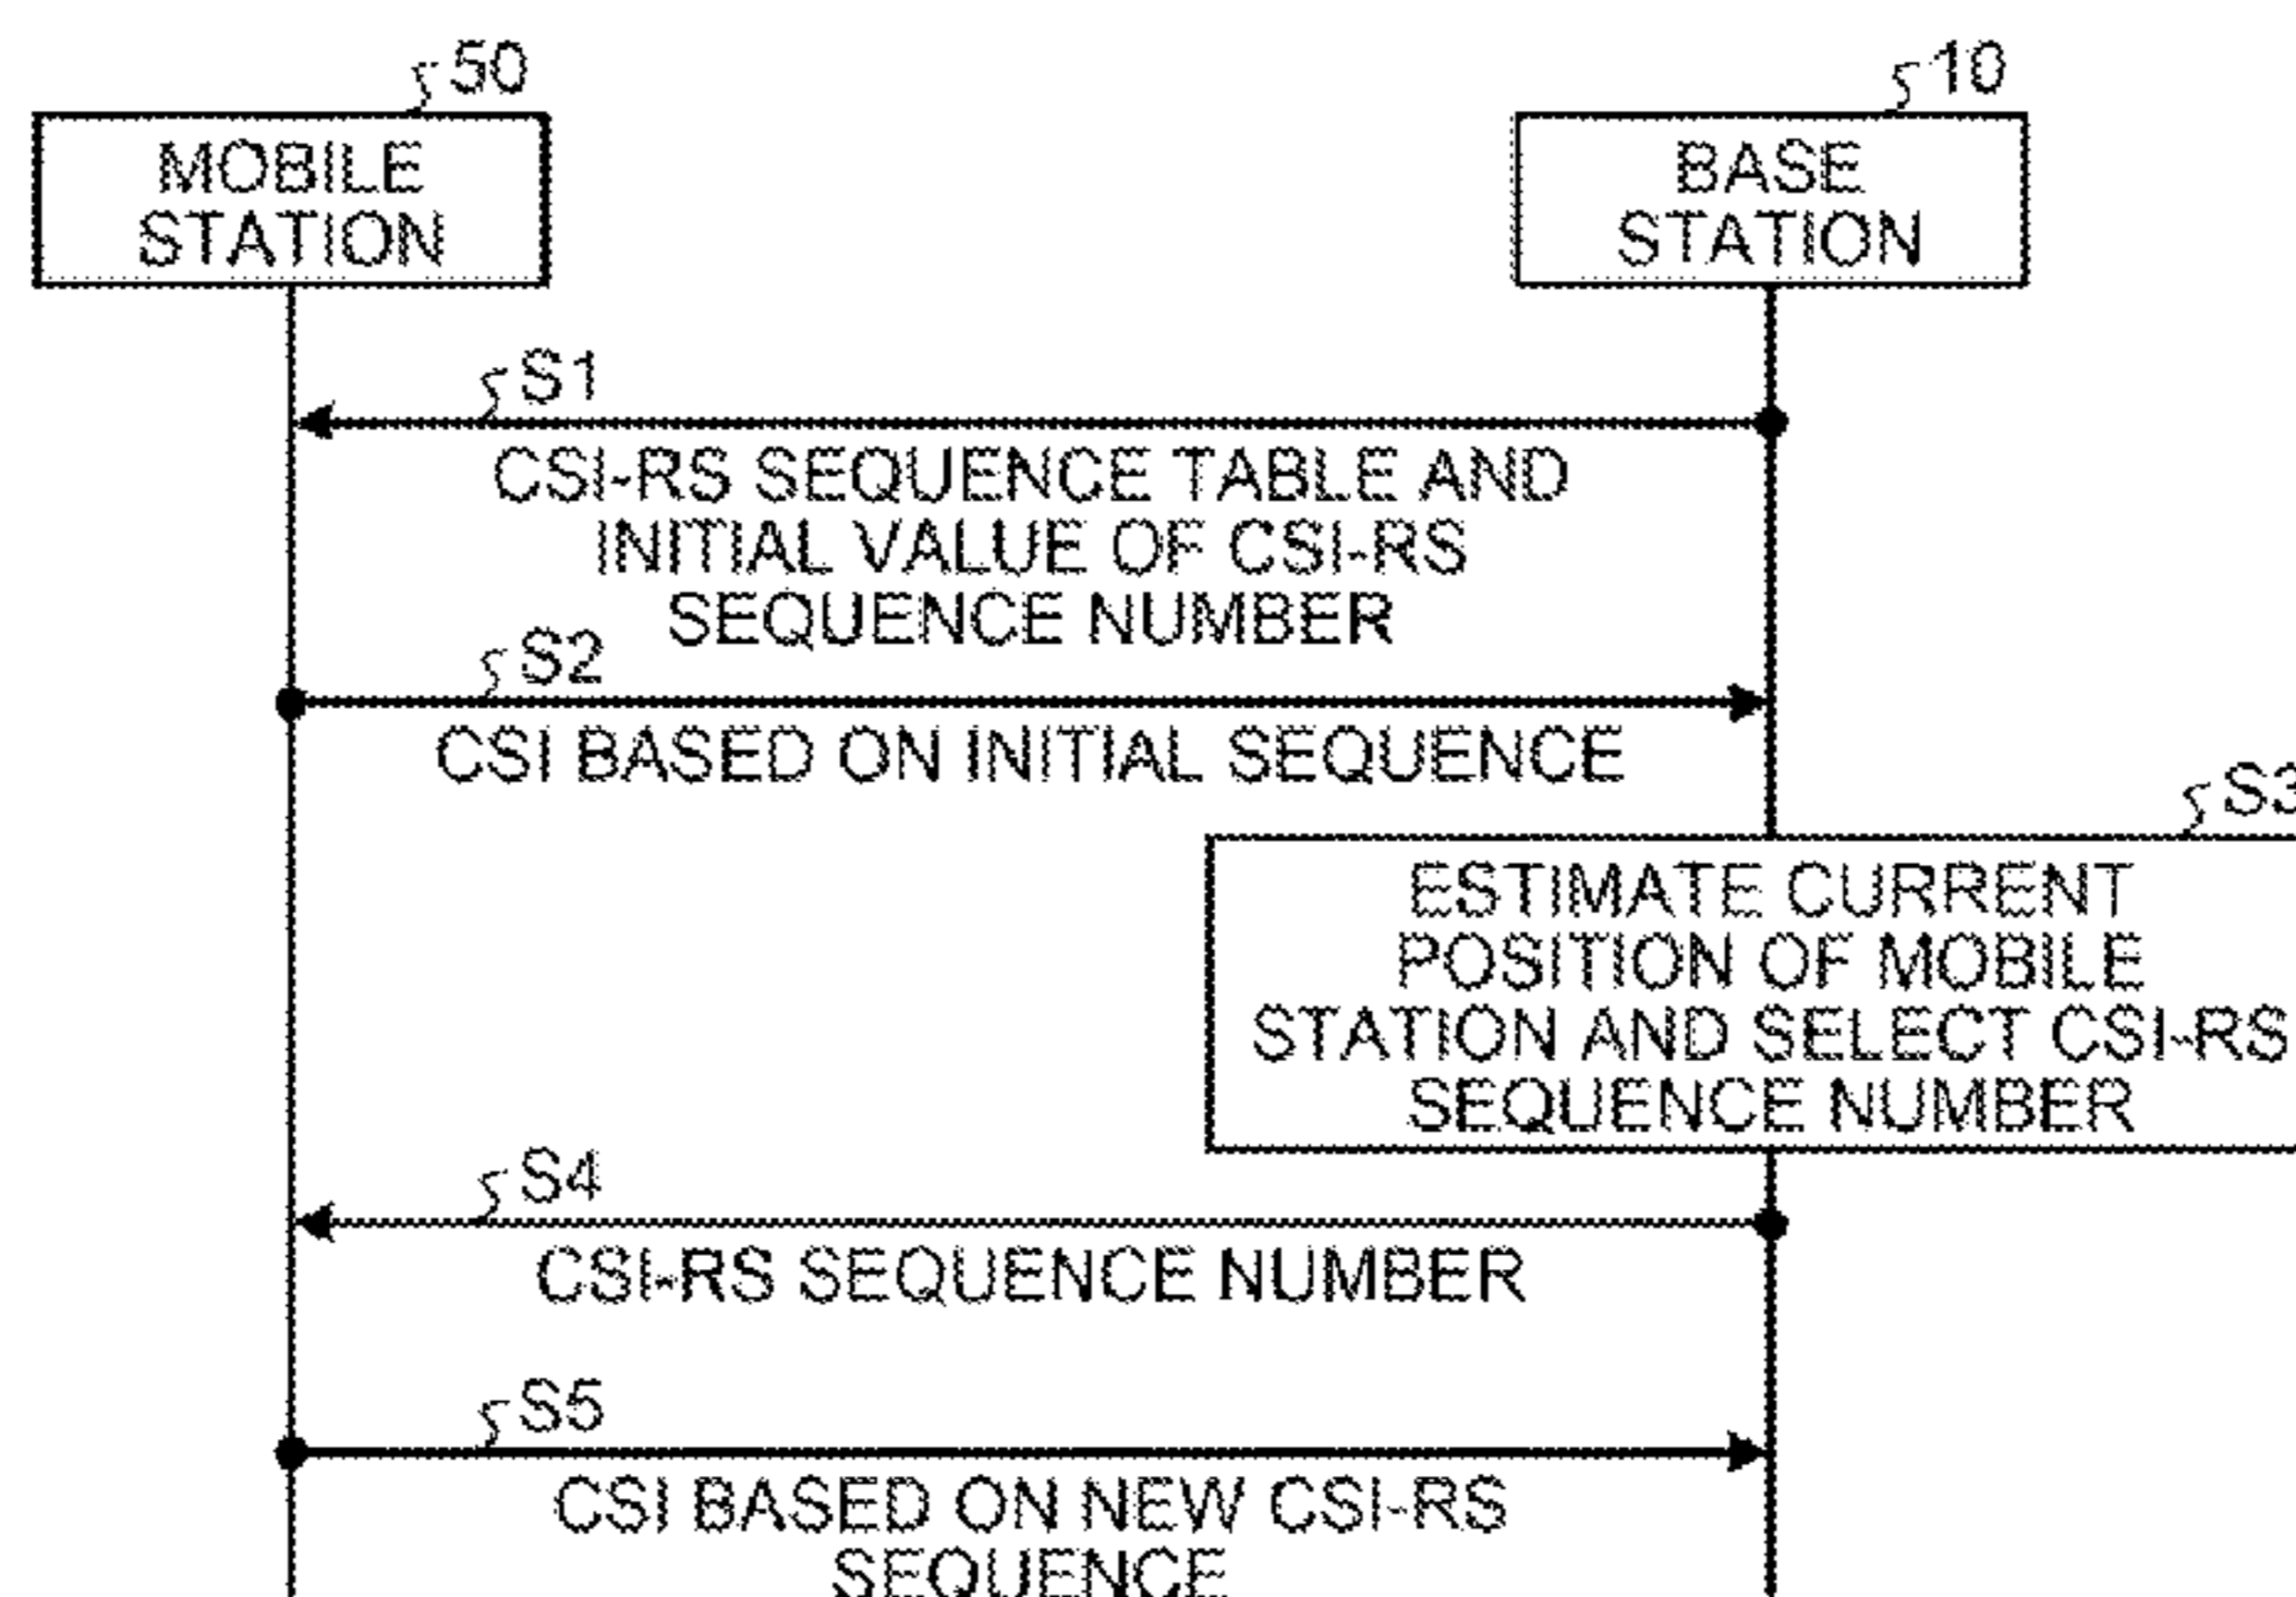 50
10
MOBILE
STATION
BASE
STATION
S1
CSI-RS SEQUENCE TABLE AND
INITIAL VALUE OF CSI-RS
SEQUENCE NUMBER
S2
CSI BASED ON INITIAL SEQUENCE
S3
ESTIMATE CURRENT
POSITION OF MOBILE
STATION AND SELECT CSI-RS
SEQUENCE NUMBER
S4
CSI-RS SEQUENCE NUMBER
S5
CSI BASED ON NEW CSI-RS
SEQUENCE